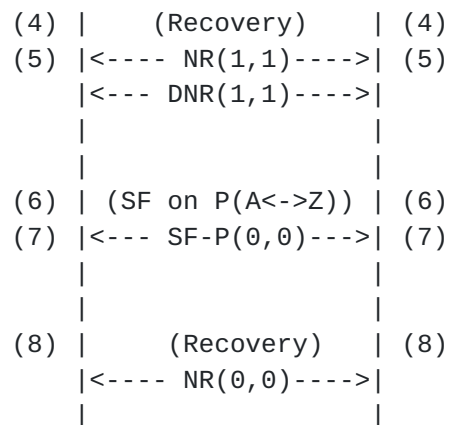 (4) |    (Recovery)     | (4)
(5) |<---- NR(1,1)---->| (5)
    |<--- DNR(1,1)---->|
    |                  |
    |                  |
(6) | (SF on P(A<->Z)) | (6)
(7) |<--- SF-P(0,0)--->| (7)
    |                  |
    |                  |
(8) |     (Recovery)   | (8)
    |<---- NR(0,0)---->|
    |                  |